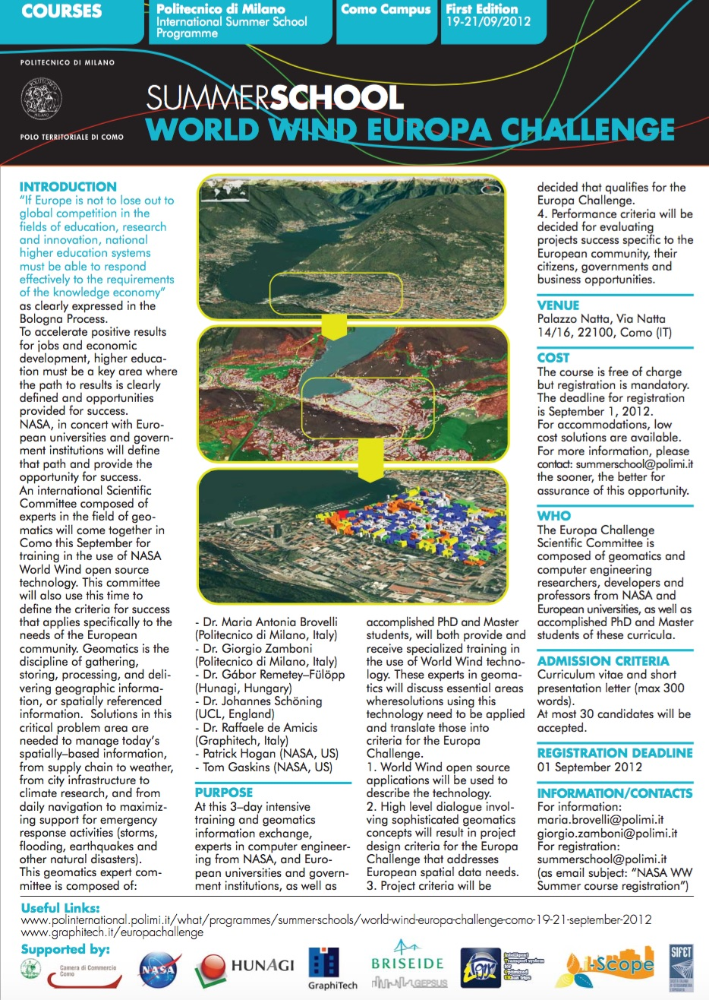 COURSES
Politecnico di Milano
International Summer School
Programme
Como Campus
First Edition
19-21/09/2012
POLITECNICO DI MILANO
POLO TERRITORIALE DI COMO
SUMMERSCHOOL
WORLD WIND EUROPA CHALLENGE
INTRODUCTION
“If Europe is not to lose out to
global competition in the
fields of education, research
and innovation, national
higher education systems
must be able to respond
effectively to the requirements
of the knowledge economy”
as clearly expressed in the
Bologna Process.
To accelerate positive results
for jobs and economic
development, higher educa-
tion must be a key area where
the path to results is clearly
defined and opportunities
provided for success.
NASA, in concert with Euro-
pean universities and govern-
ment institutions will define
that path and provide the
opportunity for success.
An international Scientific
Committee composed of
experts in the field of geo-
matics will come together in
Como this September for
training in the use of NASA
World Wind open source
technology. This committee
will also use this time to
define the criteria for success
that applies specifically to the
needs of the European
community. Geomatics is the
discipline of gathering,
storing, processing, and deli-
vering geographic informa-
tion, or spatially referenced
information.  Solutions in this
critical problem area are
needed to manage today’s
spatially–based information,
from supply chain to weather,
from city infrastructure to
climate research, and from
daily navigation to maximiz-
ing support for emergency
response activities (storms,
flooding, earthquakes and
other natural disasters).
This geomatics expert com-
mittee is composed of:
- Dr. Maria Antonia Brovelli
(Politecnico di Milano, Italy)
- Dr. Giorgio Zamboni
(Politecnico di Milano, Italy)
- Dr. Gábor Remetey–Fülöpp
(Hunagi, Hungary)
- Dr. Johannes Schöning
(UCL, England)
- Dr. Raffaele de Amicis
(Graphitech, Italy)
- Patrick Hogan (NASA, US)
- Tom Gaskins (NASA, US)
PURPOSE
At this 3–day intensive
training and geomatics
information exchange,
experts in computer engineer-
ing from NASA, and Euro-
pean universities and govern-
ment institutions, as well as
accomplished PhD and Master
students, will both provide and
receive specialized training in
the use of World Wind techno-
logy. These experts in geoma-
tics will discuss essential areas
wheresolutions using this
technology need to be applied
and translate those into
criteria for the Europa
Challenge.
1. World Wind open source
applications will be used to
describe the technology.
2. High level dialogue invol-
ving sophisticated geomatics
concepts will result in project
design criteria for the Europa
Challenge that addresses
European spatial data needs.
3. Project criteria will be
decided that qualifies for the
Europa Challenge.
4. Performance criteria will be
decided for evaluating
projects success specific to the
European community, their
citizens, governments and
business opportunities.
VENUE
Palazzo Natta, Via Natta
14/16, 22100, Como (IT)
COST
The course is free of charge
but registration is mandatory.
The deadline for registration
is September 1, 2012.
For accommodations, low
cost solutions are available.
For more information, please
contact: summerschool@polimi.it
the sooner, the better for
assurance of this opportunity.
WHO
The Europa Challenge
Scientific Committee is
composed of geomatics and
computer engineering
researchers, developers and
professors from NASA and
European universities, as well as
accomplished PhD and Master
students of these curricula.
ADMISSION CRITERIA
Curriculum vitae and short
presentation letter (max 300
words).
At most 30 candidates will be
accepted.
REGISTRATION DEADLINE
01 September 2012
INFORMATION/CONTACTS
For information:
maria.brovelli@polimi.it
giorgio.zamboni@polimi.it
For registration:
summerschool@polimi.it
(as email subject: “NASA WW
Summer course registration”)
Useful Links:
www.polinternational.polimi.it/what/programmes/summer-schools/world-wind-europa-challenge-como-19-21-september-2012
www.graphitech.it/europachallenge
Supported by:
Camera di Commercio
Como
NASA
HUNAGI
GraphiTech
BRISEIDE
GEPSUS
Intelligent
Transport system
for
Optimized
URban trips
i-Scope
SIFET